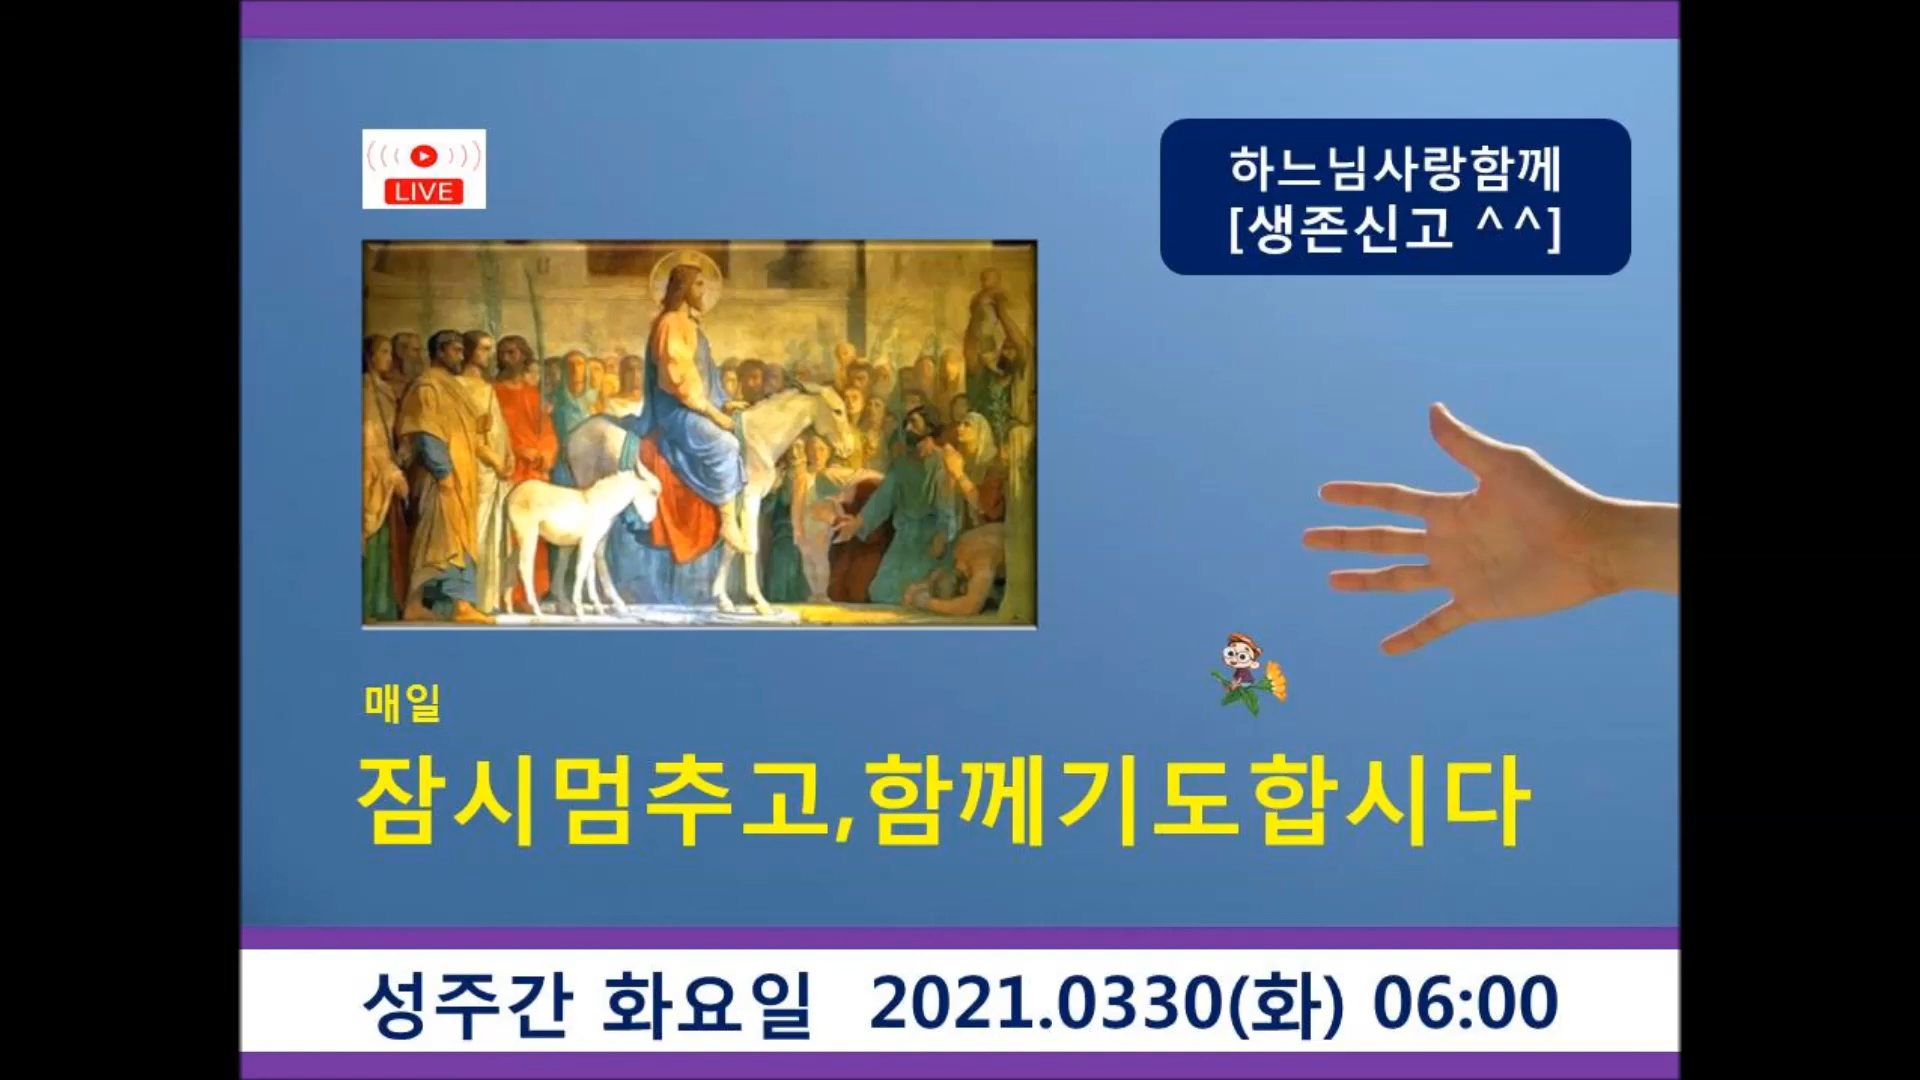 LIVE
하느님사랑함께
[생존신고 ^^]
매일
잠시멈추고,함께기도합시다
성주간 화요일 2021.0330(화) 06:00